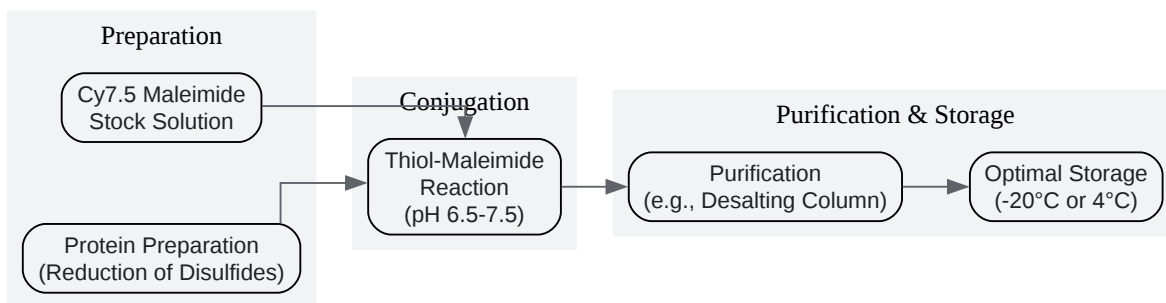 Preparation
Cy7.5 Maleimide
Stock Solution
Protein Preparation
(Reduction of Disulfides)
Conjugation
Thiol-Maleimide
Reaction
(pH 6.5-7.5)
Purification & Storage
Purification
(e.g., Desalting Column)
Optimal Storage
(-20°C or 4°C)